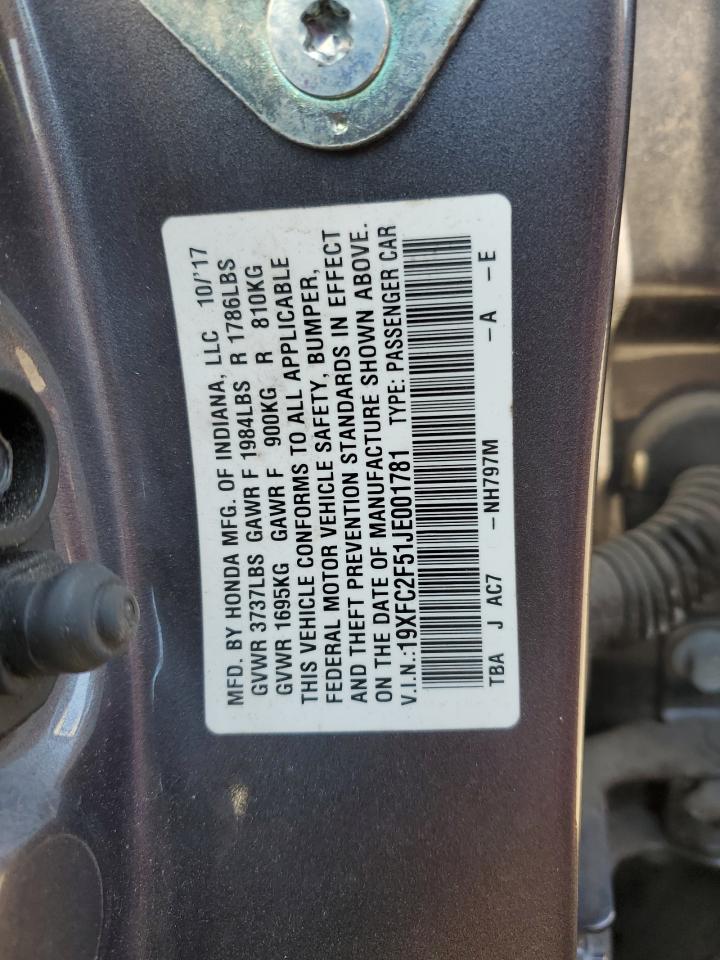 MFD. BY HONDA MFG. OF INDIANA, LLC 10/'17
GVWR 3737LBS GAWR F 1984LBS R 1786LBS
GVWR 1695KG GAWR F 900KG R 810KG
THIS VEHICLE CONFORMS TO ALL APPLICABLE
FEDERAL MOTOR VEHICLE SAFETY, BUMPER,
AND THEFT PREVENTION STANDARDS IN EFFECT
ON THE DATE OF MANUFACTURE SHOWN ABOVE.
V.I.N.:19XFC2F51JE001781 TYPE: PASSENGER CAR
TBA J AC7 -NH797M -A -E